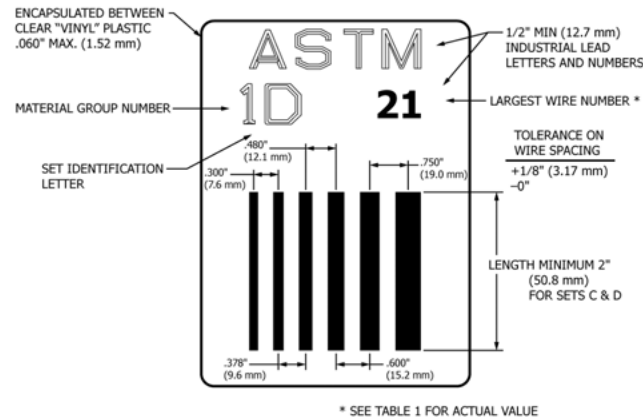 ENCAPSULATED BETWEEN
CLEAR "VINYL" PLASTIC
.060" MAX. (1.52 mm)
ASTM
1/2" MIN (12.7 mm)
INDUSTRIAL LEAD
LETTERS AND NUMBERS
MATERIAL GROUP NUMBER
1D
21
LARGEST WIRE NUMBER *
SET IDENTIFICATION
LETTER
TOLERANCE ON
WIRE SPACING
+1/8" (3.17 mm)
−0"
.480"
(12.1 mm)
.300"
(7.6 mm)
.750"
(19.0 mm)
LENGTH MINIMUM 2"
(50.8 mm)
FOR SETS C & D
.378"
(9.6 mm)
.600"
(15.2 mm)
* SEE TABLE 1 FOR ACTUAL VALUE